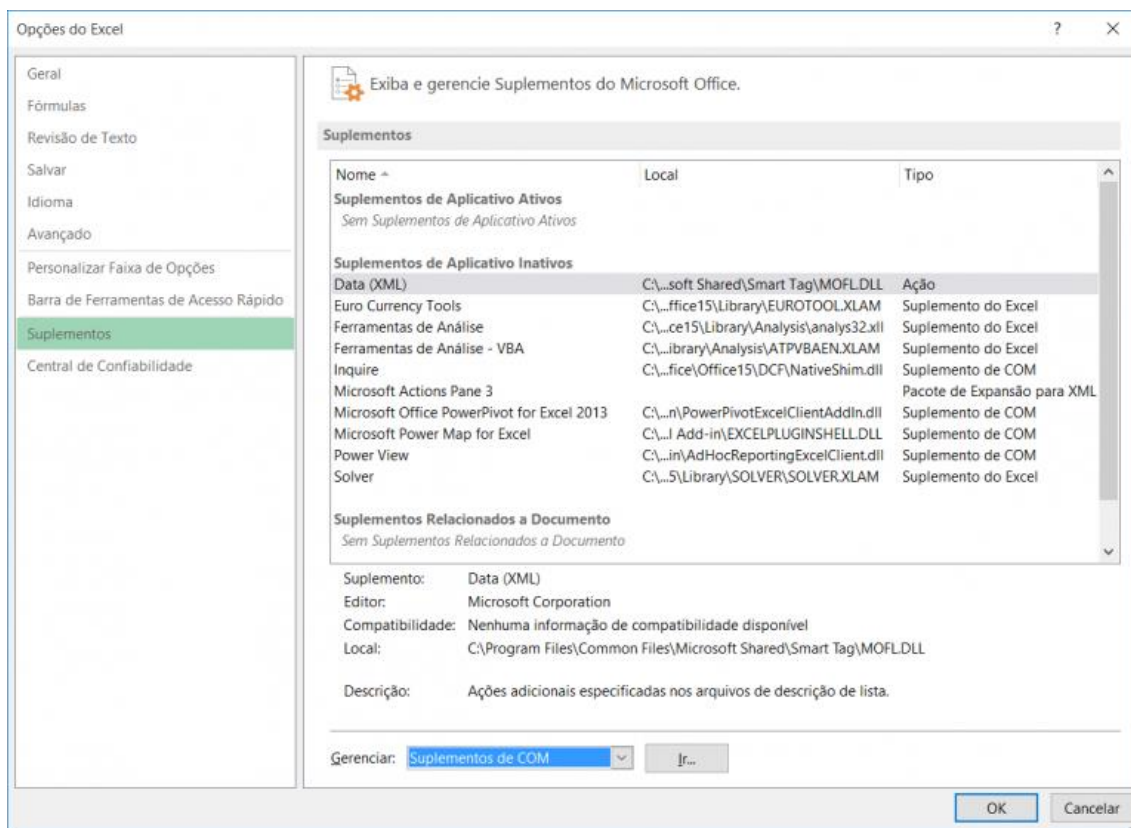 Opções do Excel
?
Geral
Fórmulas
Revisão de Texto
Salvar
Idioma
Avançado
Personalizar Faixa de Opções
Barra de Ferramentas de Acesso Rápido
Suplementos
Central de Confiabilidade
Exiba e gerencie Suplementos do Microsoft Office.
Suplementos
Nome Local Tipo
Suplementos de Aplicativo Ativos
Sem Suplementos de Aplicativo Ativos
Suplementos de Aplicativo Inativos
Data (XML) C:\...soft Shared\Smart Tag\MOFL.DLL Ação
Euro Currency Tools C:\...ffice15\Library\EUROTOOL.XLAM Suplemento do Excel
Ferramentas de Análise C:\...ce15\Library\Analysis\analys32.xll Suplemento do Excel
Ferramentas de Análise - VBA C:\...ibrary\Analysis\ATPVBAEN.XLAM Suplemento do Excel
Inquire C:\...fice\Office15\DCF\NativeShim.dll Suplemento de COM
Microsoft Actions Pane 3 Pacote de Expansão para XML
Microsoft Office PowerPivot for Excel 2013 C:\...n\PowerPivotExcelClientAddIn.dll Suplemento de COM
Microsoft Power Map for Excel C:\...l Add-in\EXCELPLUGINSHELL.DLL Suplemento de COM
Power View C:\...in\AdHocReportingExcelClient.dll Suplemento de COM
Solver C:\...5\Library\SOLVER\SOLVER.XLAM Suplemento do Excel
Suplementos Relacionados a Documento
Sem Suplementos Relacionados a Documento
Suplemento: Data (XML)
Editor: Microsoft Corporation
Compatibilidade: Nenhuma informação de compatibilidade disponível
Local: C:\Program Files\Common Files\Microsoft Shared\Smart Tag\MOFL.DLL
Descrição: Ações adicionais especificadas nos arquivos de descrição de lista.
Gerenciar: Suplementos de COM Ir...
OK Cancelar